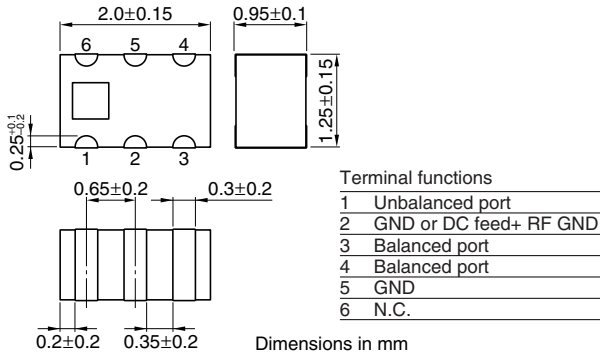 2.0±0.15
0.95±0.1
6 5 4
1.25±0.15
0.25+0.1 −0.2
1 2 3
0.65±0.2
0.3±0.2
0.2±0.2
0.35±0.2
Terminal functions
1 Unbalanced port
2 GND or DC feed+ RF GND
3 Balanced port
4 Balanced port
5 GND
6 N.C.
Dimensions in mm